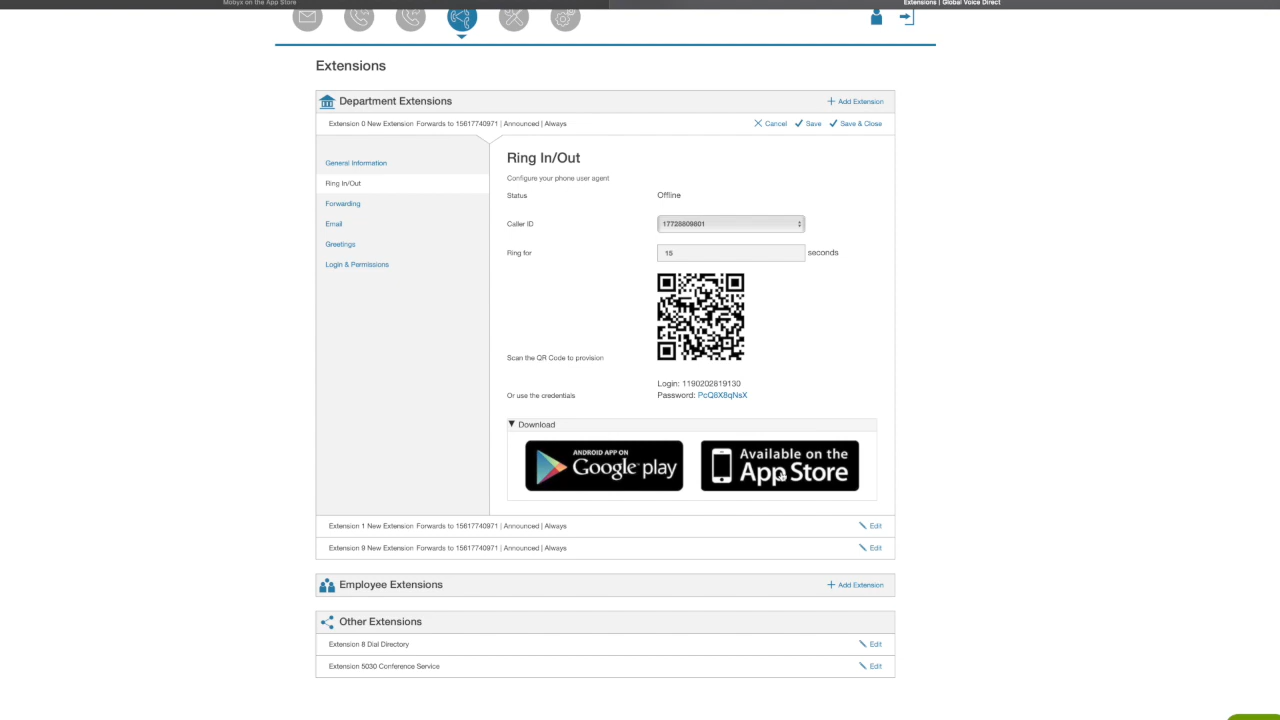 Mobyx on the App Store
Extensions | Global Voice Direct
Extensions
Department Extensions
Add Extension
Extension 0 New Extension Forwards to 15617740971 | Announced | Always
Cancel
Save
Save & Close
General Information
Ring In/Out
Forwarding
Email
Greetings
Login & Permissions
Ring In/Out
Configure your phone user agent
Status
Offline
Caller ID
17728809801
Ring for
15
seconds
Scan the QR Code to provision
Login: 1190202819130
Or use the credentials
Password: PcQ8X8qNsX
Download
ANDROID APP ON
Google play
Available on the
App Store
Extension 1 New Extension Forwards to 15617740971 | Announced | Always
Edit
Extension 9 New Extension Forwards to 15617740971 | Announced | Always
Edit
Employee Extensions
Add Extension
Other Extensions
Extension 8 Dial Directory
Edit
Extension 5030 Conference Service
Edit